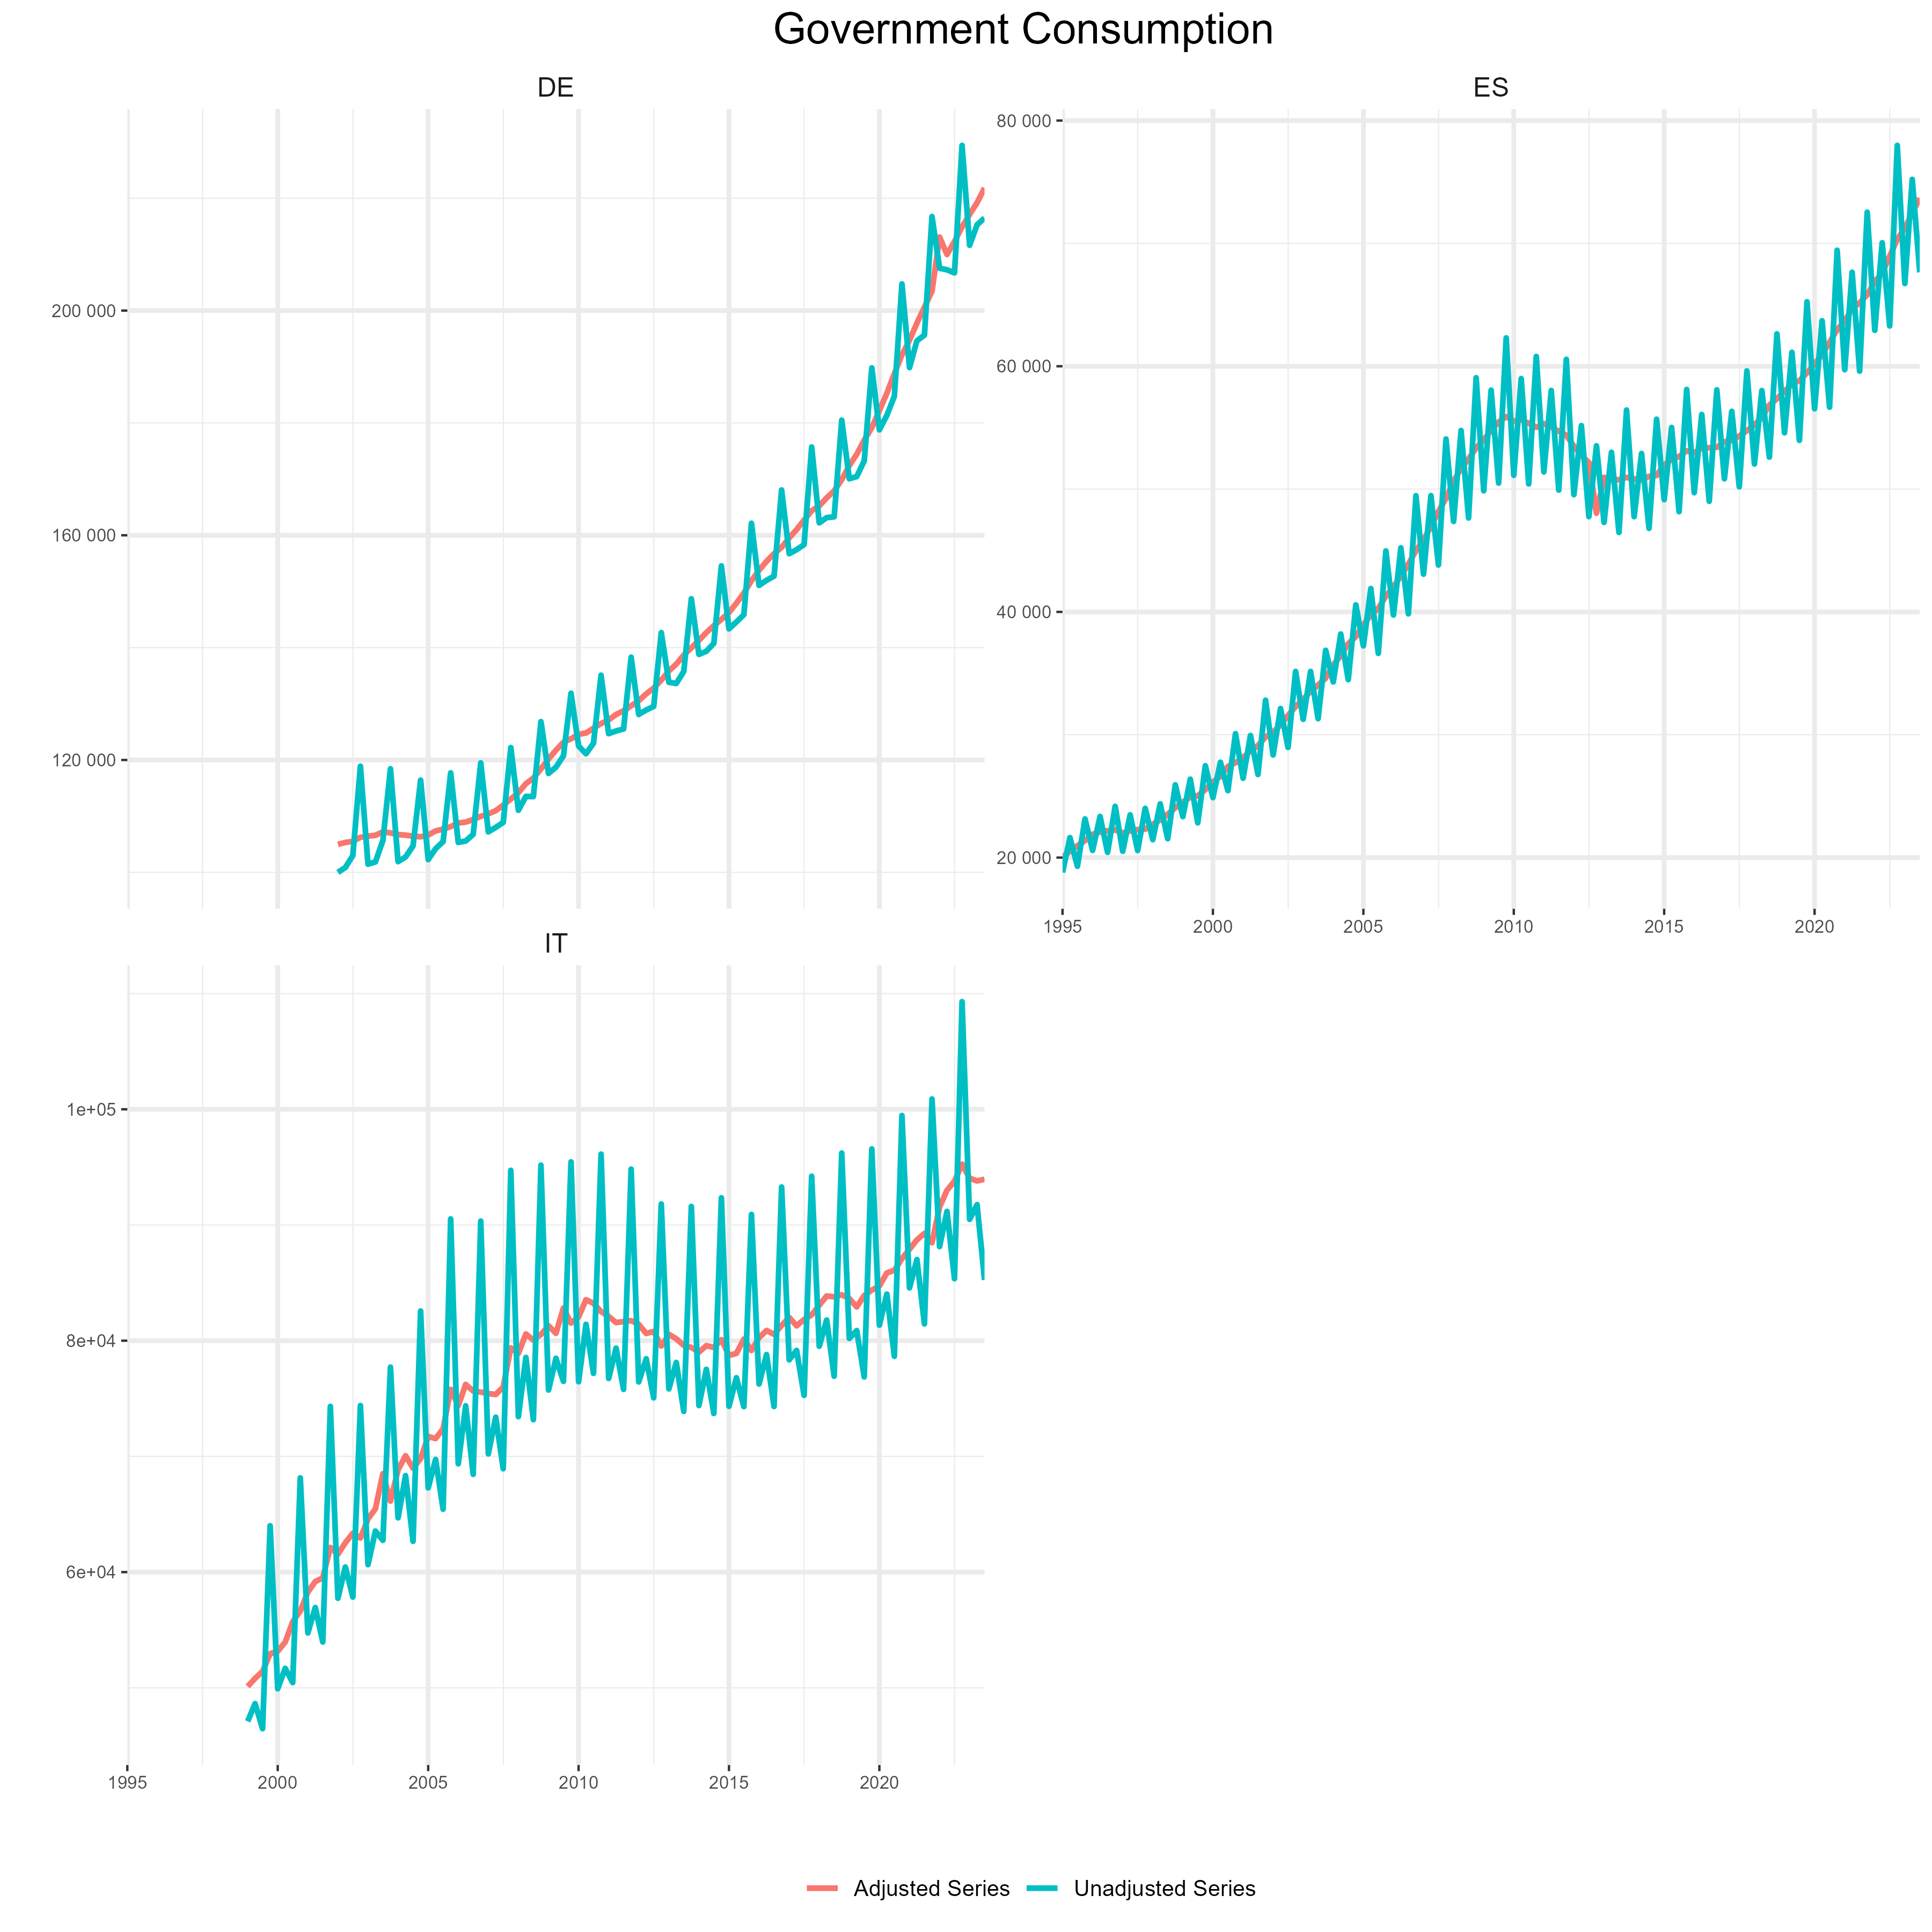 Government Consumption
DE
ES
200 000
160 000
120 000
80 000
60 000
40 000
20 000
1995 2000 2005 2010 2015 2020
IT
1e+05
8e+04
6e+04
1995 2000 2005 2010 2015 2020
Adjusted Series Unadjusted Series